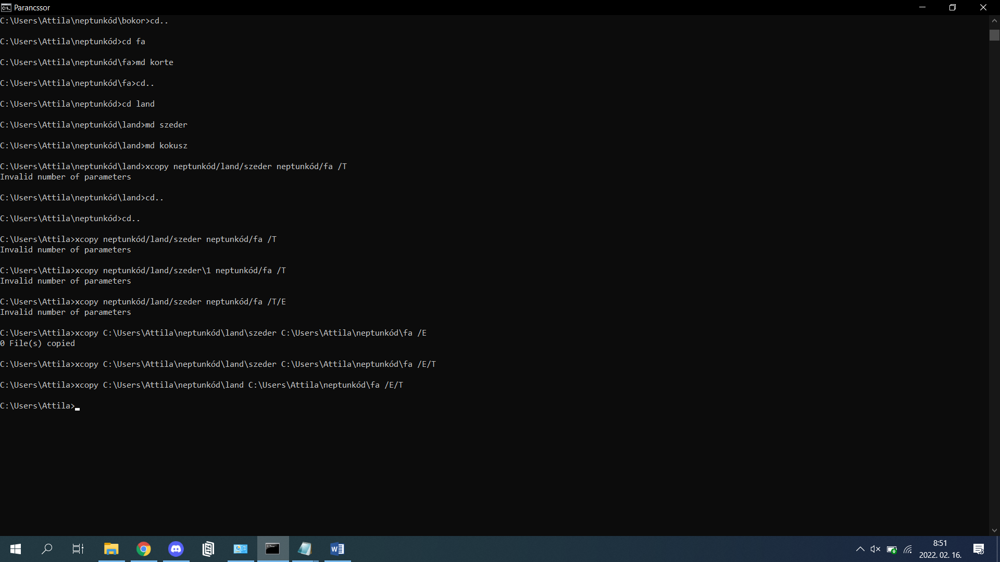 Parancssor
C:\Users\Attila\neptunkód\bokor>cd..
C:\Users\Attila\neptunkód>cd fa
C:\Users\Attila\neptunkód\fa>md korte
C:\Users\Attila\neptunkód\fa>cd..
C:\Users\Attila\neptunkód>cd land
C:\Users\Attila\neptunkód\land>md szeder
C:\Users\Attila\neptunkód\land>md kokusz
C:\Users\Attila\neptunkód\land>xcopy neptunkód/land/szeder neptunkód/fa /T
Invalid number of parameters
C:\Users\Attila\neptunkód\land>cd..
C:\Users\Attila\neptunkód>cd..
C:\Users\Attila>xcopy neptunkód/land/szeder neptunkód/fa /T
Invalid number of parameters
C:\Users\Attila>xcopy neptunkód/land/szeder\1 neptunkód/fa /T
Invalid number of parameters
C:\Users\Attila>xcopy neptunkód/land/szeder neptunkód/fa /T/E
Invalid number of parameters
C:\Users\Attila>xcopy C:\Users\Attila\neptunkód\land\szeder C:\Users\Attila\neptunkód\fa /E
0 File(s) copied
C:\Users\Attila>xcopy C:\Users\Attila\neptunkód\land\szeder C:\Users\Attila\neptunkód\fa /E/T
C:\Users\Attila>xcopy C:\Users\Attila\neptunkód\land C:\Users\Attila\neptunkód\fa /E/T
C:\Users\Attila>
8:51
2022. 02. 16.